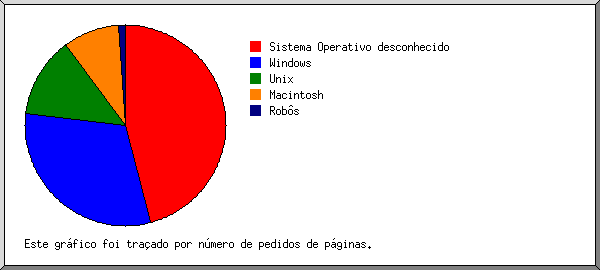 Sistema Operativo desconhecido
Windows
Unix
Macintosh
Robôs
Este gráfico foi traçado por número de pedidos de páginas.